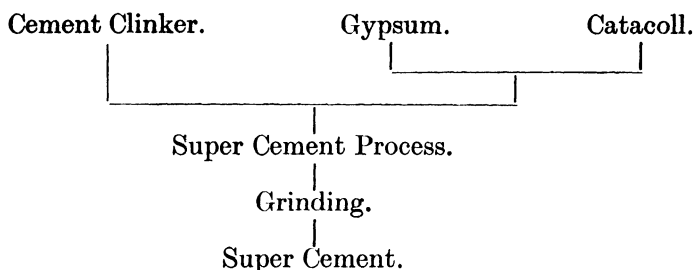 Cement Clinker. Gypsum. Catacoll.
Super Cement Process.
Grinding.
Super Cement.